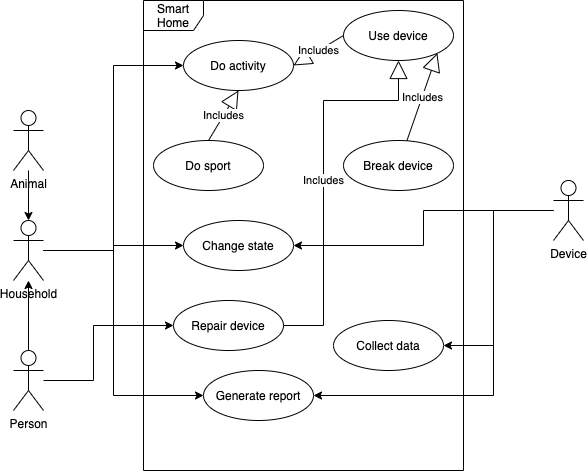 Smart
Home
Use device
Includes
Do activity
Includes
Includes
Do sport
Break device
Includes
Animal
Change state
Device
Household
Repair device
Collect data
Generate report
Person